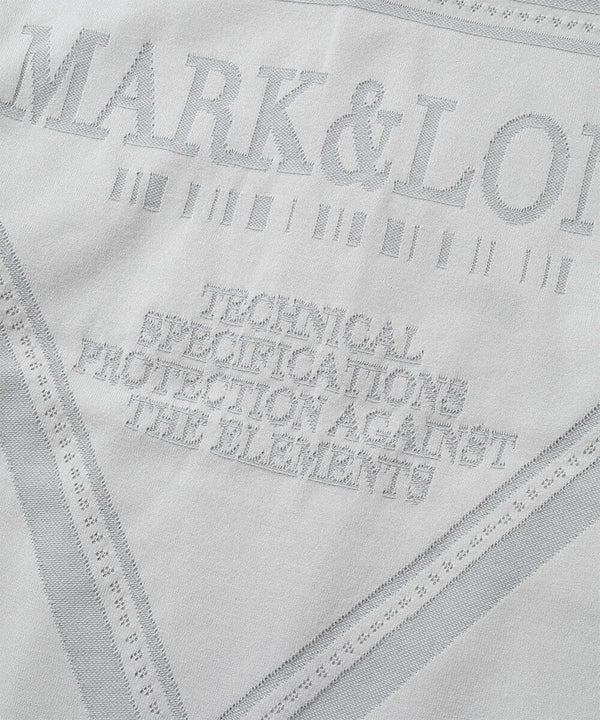 MARK&LO
TECHNICAL
SPECIFICATIONS
PROTECTION AGAINST
THE ELEMENTS